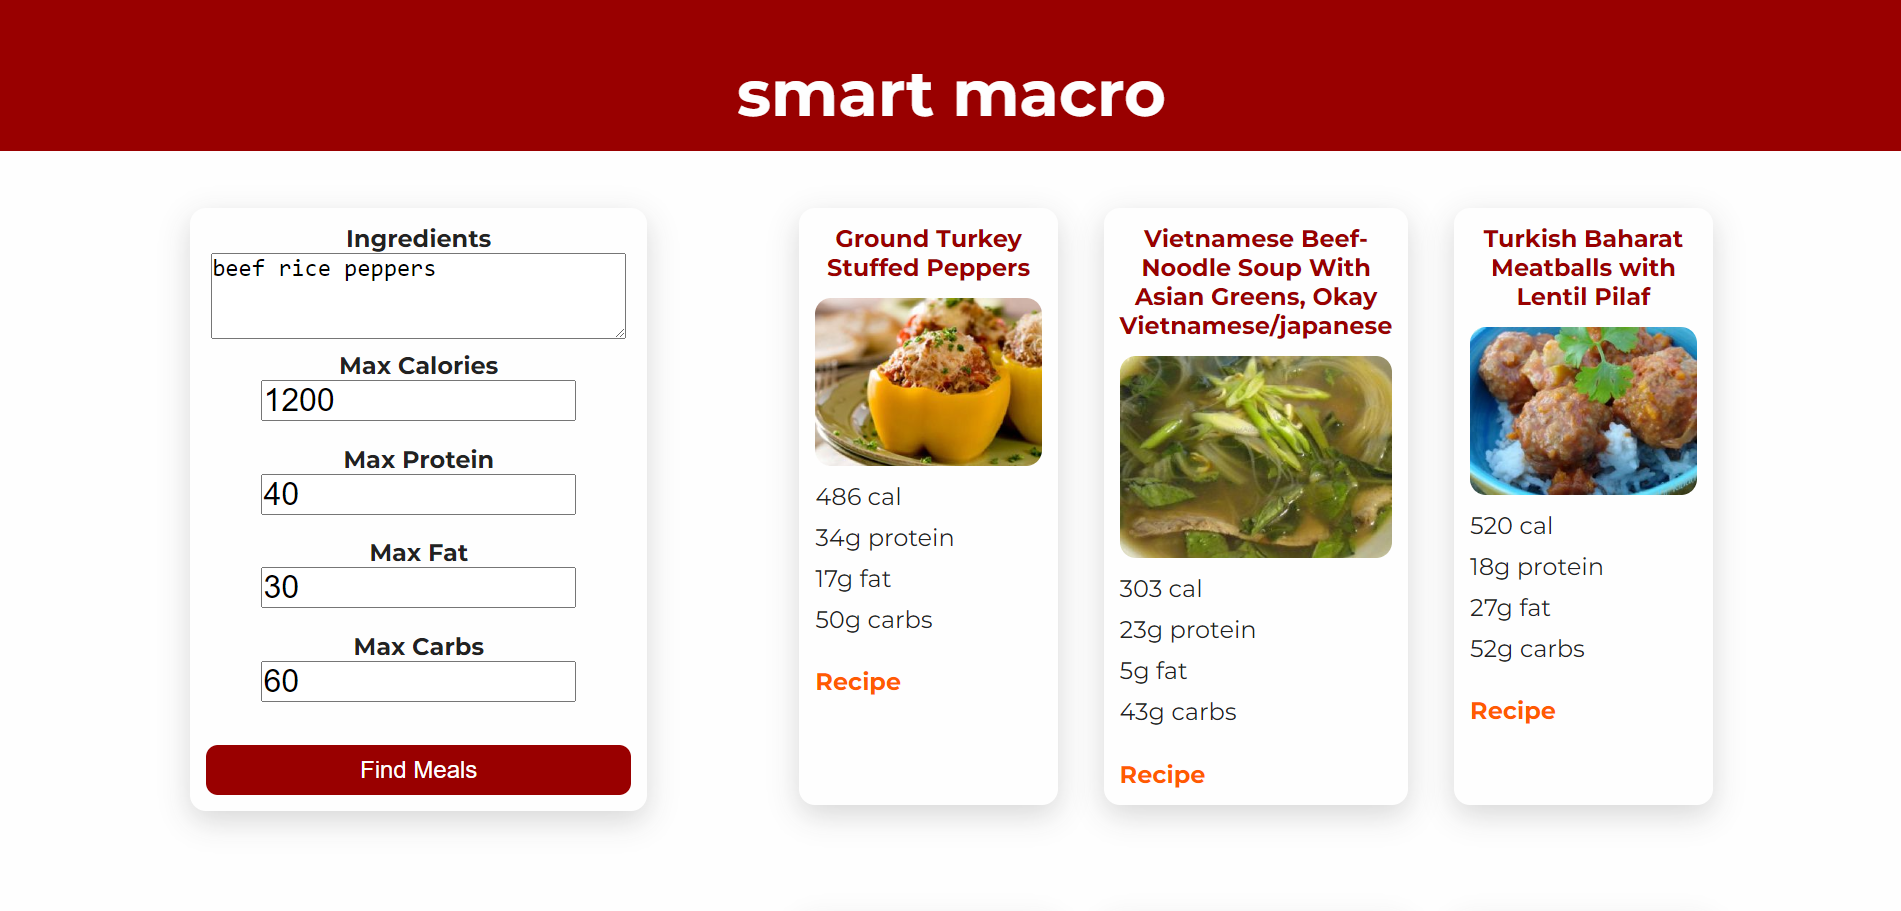 smart macro
Ingredients
beef rice peppers
Max Calories
1200
Max Protein
40
Max Fat
30
Max Carbs
60
Find Meals
Ground Turkey
Stuffed Peppers
486 cal
34g protein
17g fat
50g carbs
Recipe
Vietnamese Beef-
Noodle Soup With
Asian Greens, Okay
Vietnamese/japanese
303 cal
23g protein
5g fat
43g carbs
Recipe
Turkish Baharat
Meatballs with
Lentil Pilaf
520 cal
18g protein
27g fat
52g carbs
Recipe